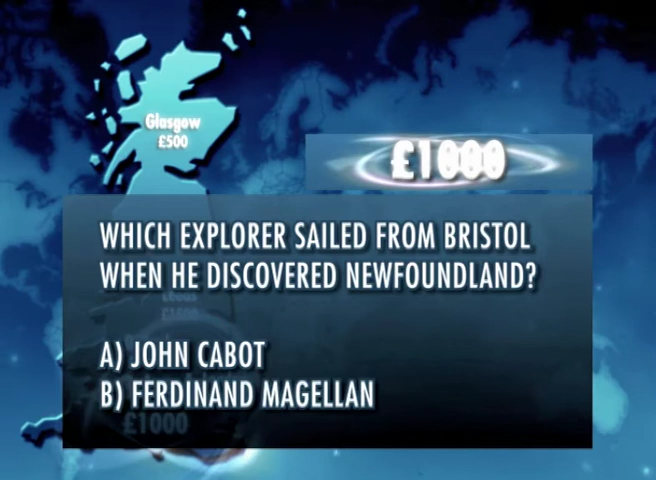 Glasgow
£500
£1000
WHICH EXPLORER SAILED FROM BRISTOL
WHEN HE DISCOVERED NEWFOUNDLAND?
A) JOHN CABOT
B) FERDINAND MAGELLAN
£1000